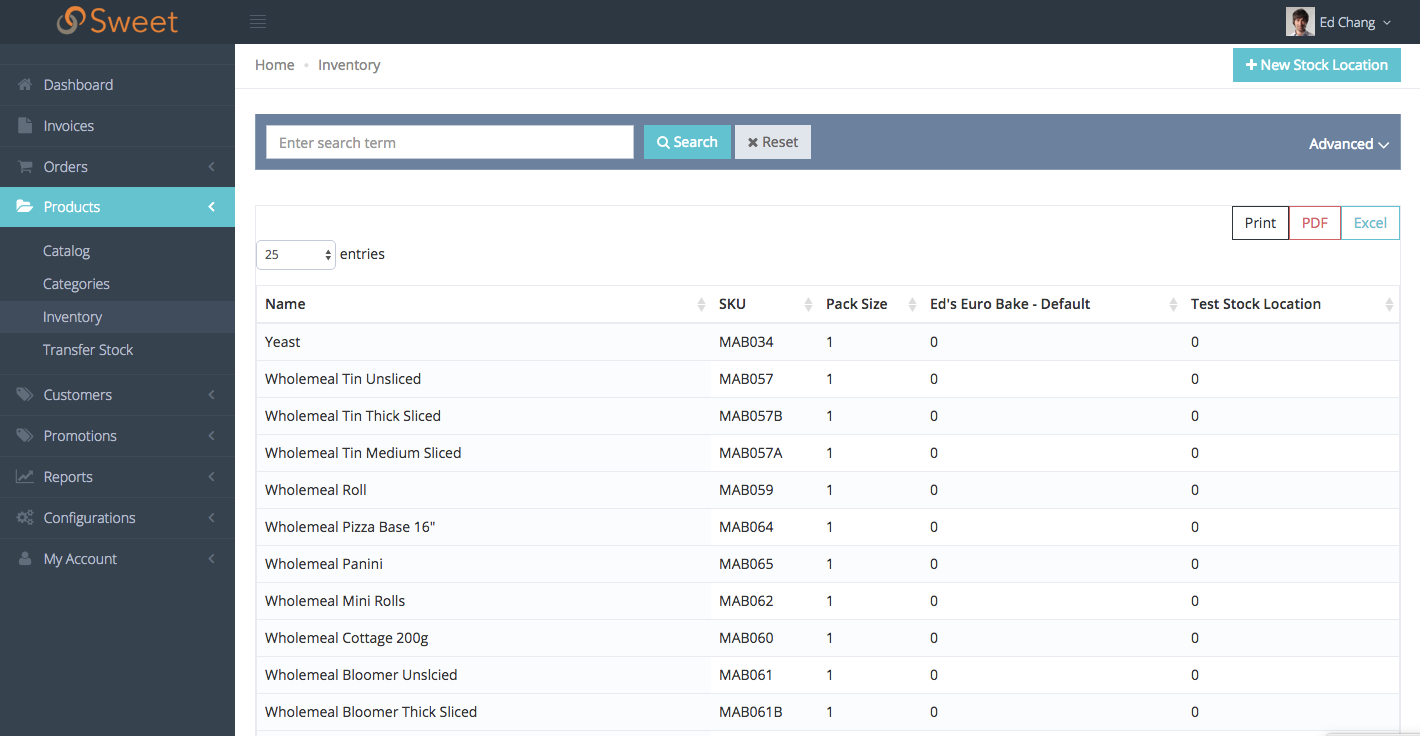 Sweet
Ed Chang
Home • Inventory
New Stock Location
Dashboard
Invoices
Orders
Products
Catalog
Categories
Inventory
Transfer Stock
Customers
Promotions
Reports
Configurations
My Account
Enter search term
Search
Reset
Advanced
Print PDF Excel
25 entries
Name SKU Pack Size Ed's Euro Bake - Default Test Stock Location
Yeast MAB034 1 0 0
Wholemeal Tin Unsliced MAB057 1 0 0
Wholemeal Tin Thick Sliced MAB057B 1 0 0
Wholemeal Tin Medium Sliced MAB057A 1 0 0
Wholemeal Roll MAB059 1 0 0
Wholemeal Pizza Base 16" MAB064 1 0 0
Wholemeal Panini MAB065 1 0 0
Wholemeal Mini Rolls MAB062 1 0 0
Wholemeal Cottage 200g MAB060 1 0 0
Wholemeal Bloomer Unslcied MAB061 1 0 0
Wholemeal Bloomer Thick Sliced MAB061B 1 0 0